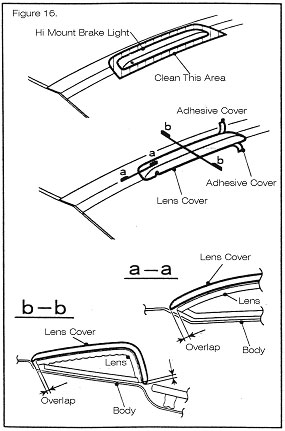 Figure 16.
Hi Mount Brake Light
Clean This Area
Adhesive Cover
b
a
a
b
Adhesive Cover
Lens Cover
a-a
Lens Cover
Lens
b-b
Lens Cover
Overlap
Lens
Body
Overlap
Body